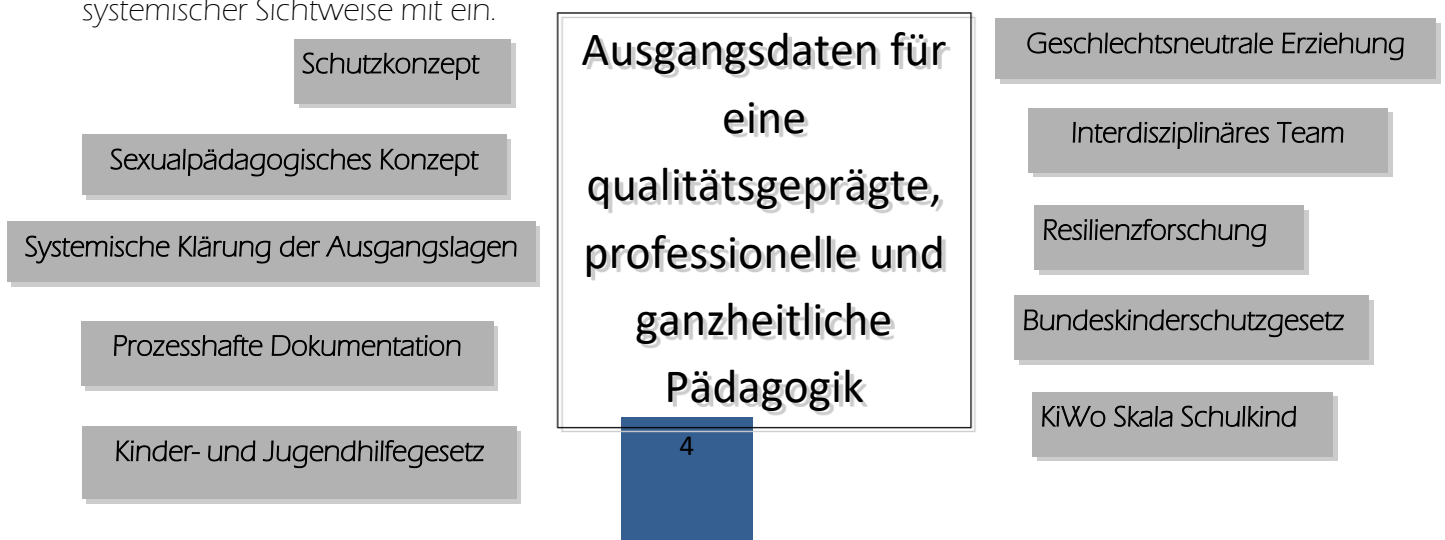 systemischer Sichtweise mit ein.
Schutzkonzept
Sexualpädagogisches Konzept
Systemische Klärung der Ausgangslagen
Prozesshafte Dokumentation
Kinder- und Jugendhilfegesetz
Ausgangsdaten für
eine
qualitätsgeprägte,
professionelle und
ganzheitliche
Pädagogik
4
Geschlechtsneutrale Erziehung
Interdisziplinäres Team
Resilienzforschung
Bundeskinderschutzgesetz
KiWo Skala Schulkind